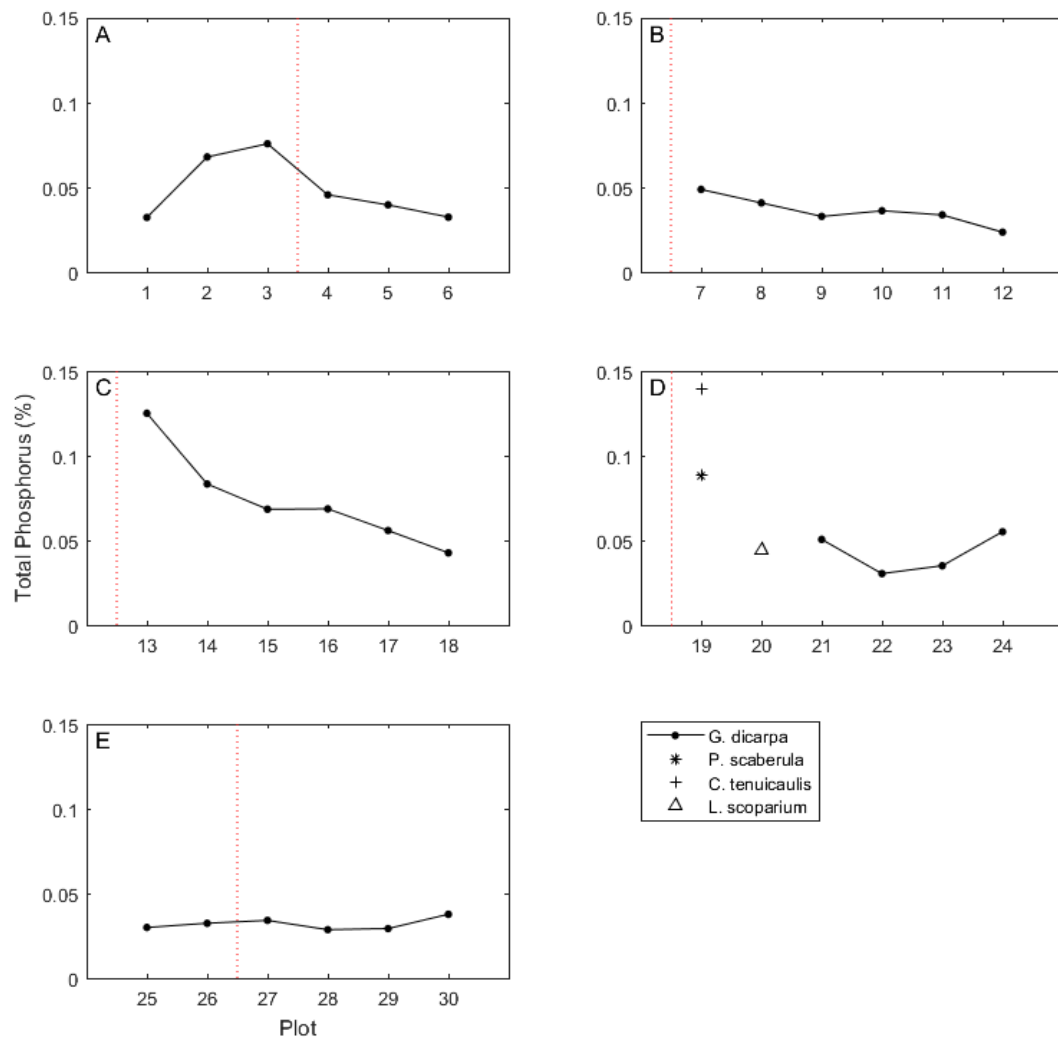 A
0.15
0.1
0.05
0
1 2 3 4 5 6
B
0.15
0.1
0.05
0
7 8 9 10 11 12
C
0.15
0.1
0.05
0
13 14 15 16 17 18
Total Phosphorus (%)
D
0.15
0.1
0.05
0
19 20 21 22 23 24
E
0.15
0.1
0.05
0
25 26 27 28 29 30
Plot
G. dicarpa
P. scaberula
C. tenuicaulis
L. scoparium